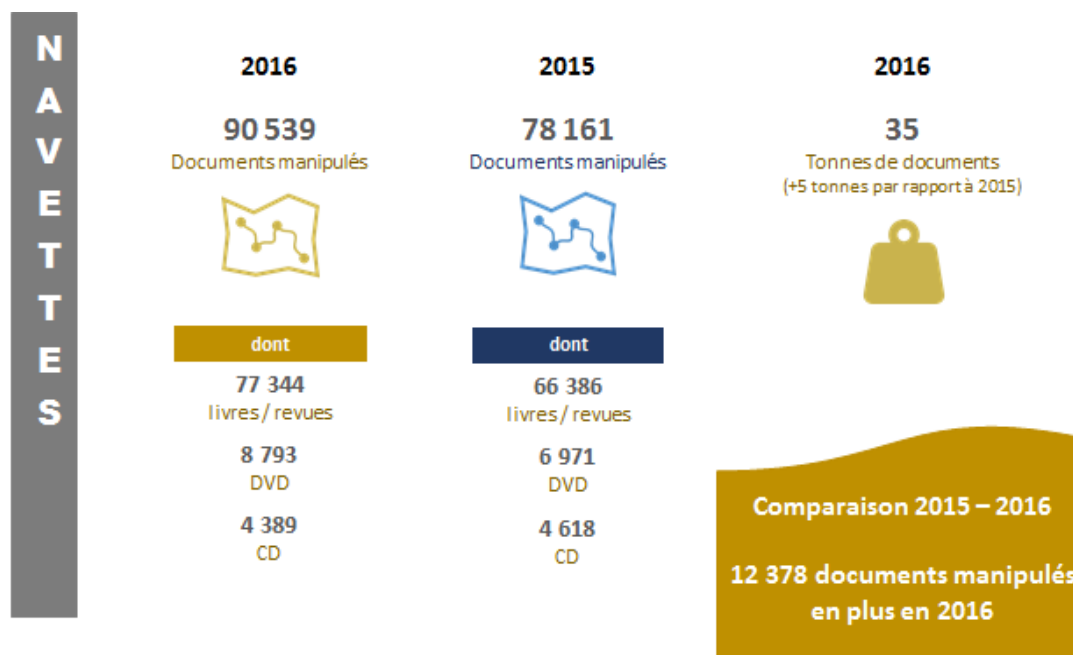 NAVETTES
2016
90 539
Documents manipulés
dont
77 344
livres / revues
8 793
DVD
4 389
CD
2015
78 161
Documents manipulés
dont
66 386
livres / revues
6 971
DVD
4 618
CD
2016
35
Tonnes de documents
(+5 tonnes par rapport à 2015)
Comparaison 2015 – 2016
12 378 documents manipulés
en plus en 2016